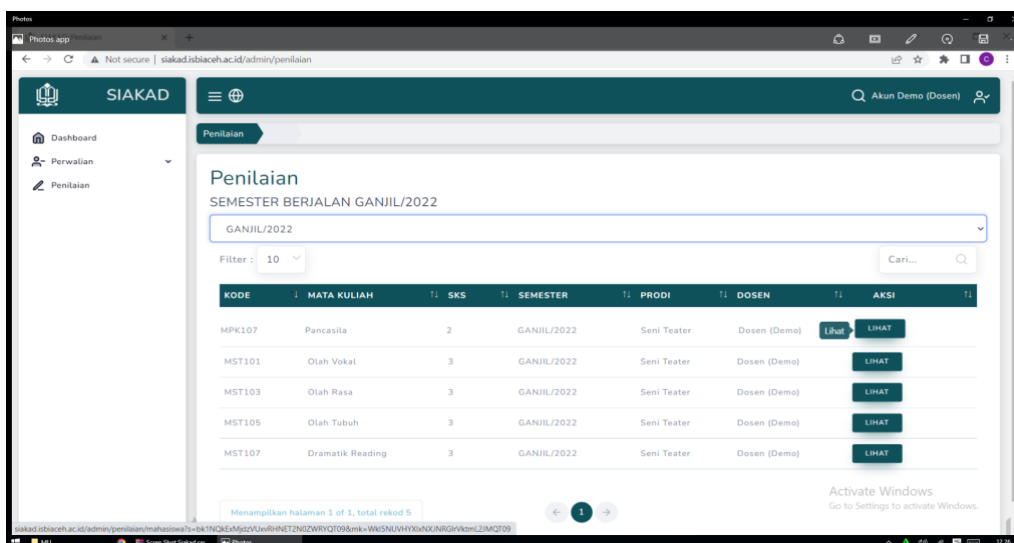 Photos
Photos app
Not secure | siakad.isbiaceh.ac.id/admin/penilaian
C
SIAKAD
Akun Demo (Dosen)
Dashboard
Perwalian
Penilaian
Penilaian
Penilaian
SEMESTER BERJALAN GANJIL/2022
GANJIL/2022
Filter : 10
Cari...
KODE MATA KULIAH SKS SEMESTER PRODI DOSEN AKSI
MPK107 Pancasila 2 GANJIL/2022 Seni Teater Dosen (Demo) Lihat LIHAT
MST101 Olah Vokal 3 GANJIL/2022 Seni Teater Dosen (Demo) LIHAT
MST103 Olah Rasa 3 GANJIL/2022 Seni Teater Dosen (Demo) LIHAT
MST105 Olah Tubuh 3 GANJIL/2022 Seni Teater Dosen (Demo) LIHAT
MST107 Dramatik Reading 3 GANJIL/2022 Seni Teater Dosen (Demo) LIHAT
Menampilkan halaman 1 of 1, total rekod 5
1
Activate Windows
Go to Settings to activate Windows.
Photos
12.26